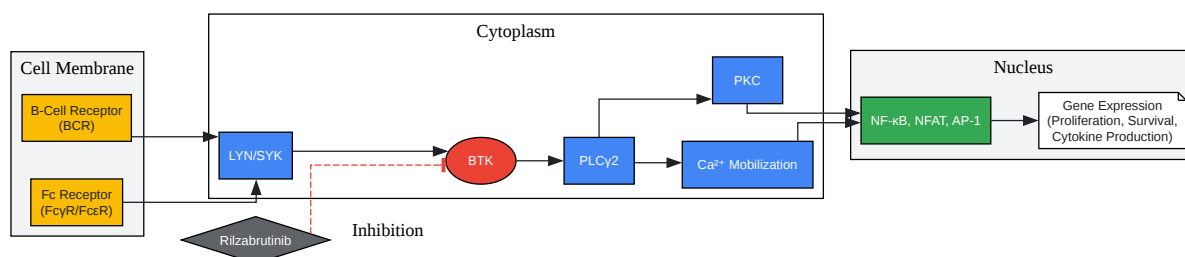 Cell Membrane
B-Cell Receptor
(BCR)
Fc Receptor
(FcγR/FcεR)
Cytoplasm
LYN/SYK
BTK
PLCγ2
PKC
Ca²⁺ Mobilization
Rilzabrutinib
Inhibition
Nucleus
NF-κB, NFAT, AP-1
Gene Expression
(Proliferation, Survival,
Cytokine Production)